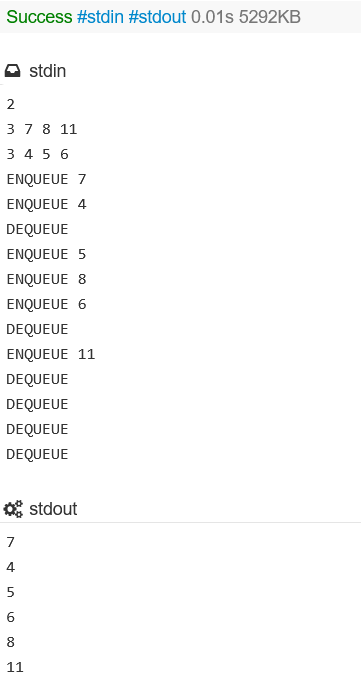 Success #stdin #stdout 0.01s 5292KB
stdin
2
3 7 8 11
3 4 5 6
ENQUEUE 7
ENQUEUE 4
DEQUEUE
ENQUEUE 5
ENQUEUE 8
ENQUEUE 6
DEQUEUE
ENQUEUE 11
DEQUEUE
DEQUEUE
DEQUEUE
DEQUEUE
stdout
7
4
5
6
8
11